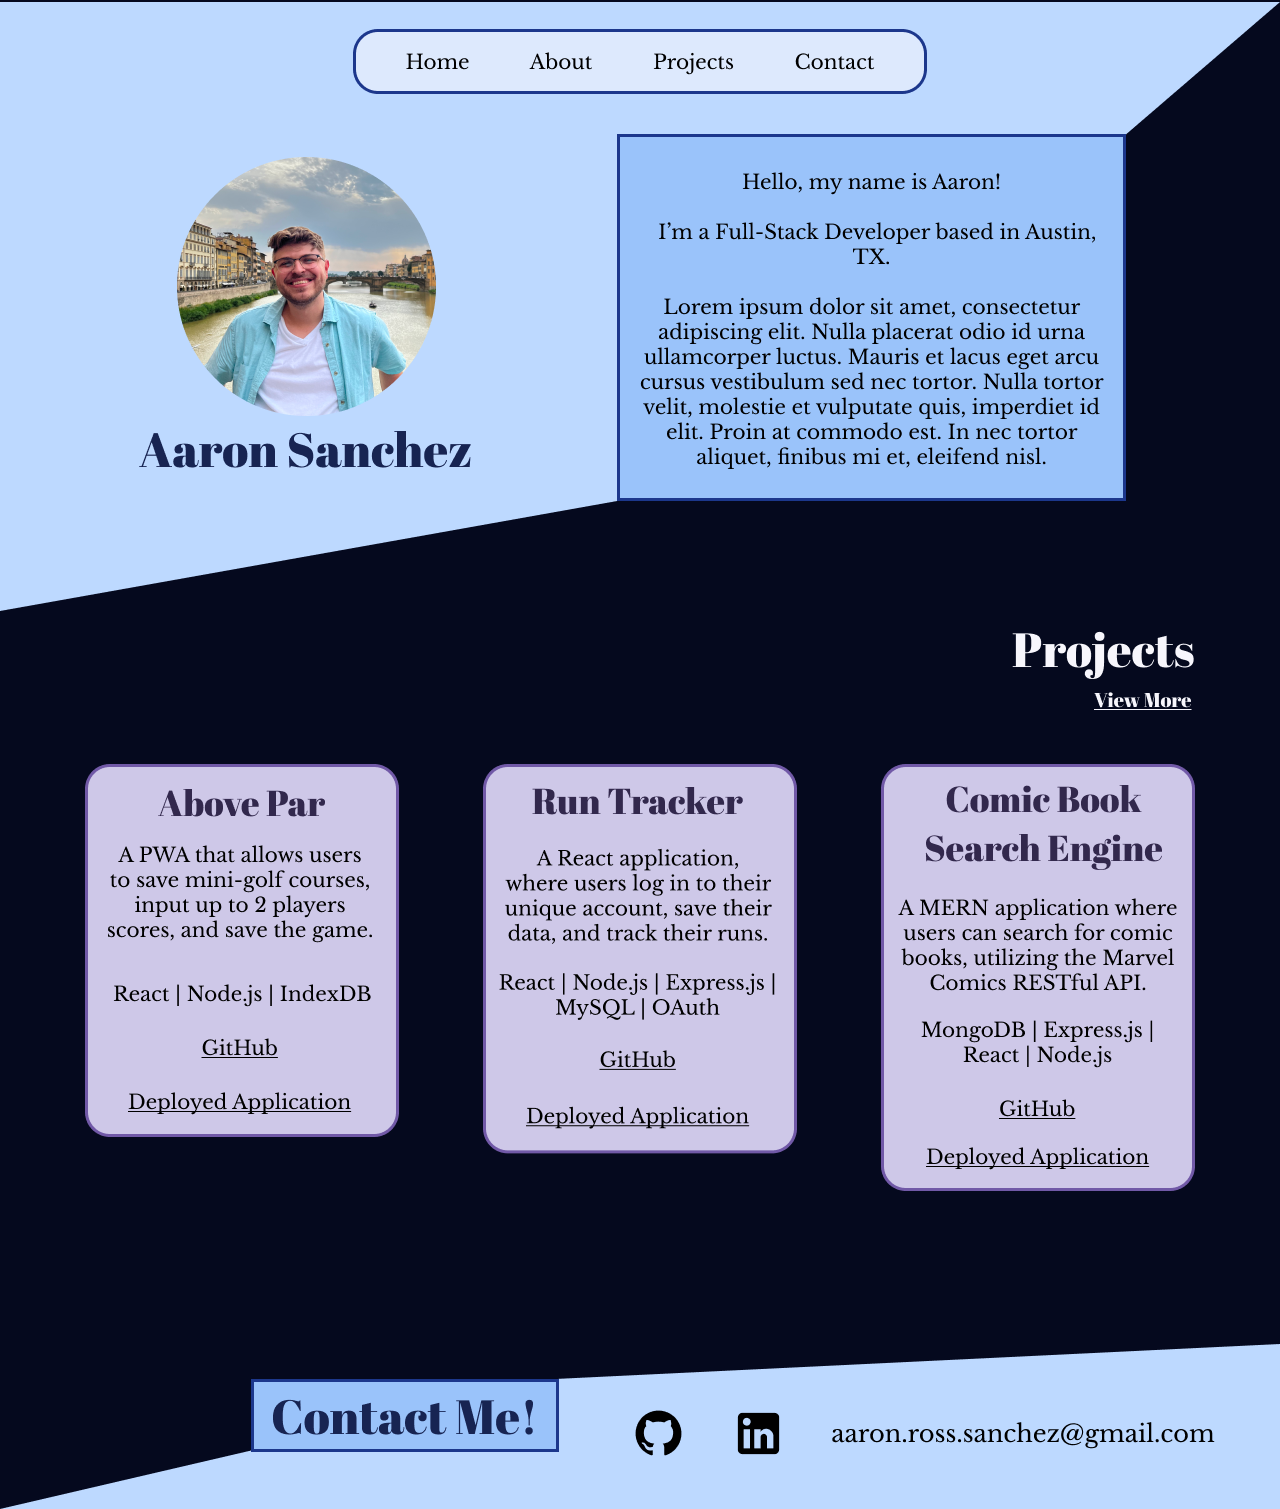 Home About Projects Contact
Hello, my name is Aaron!
I’m a Full-Stack Developer based in Austin,
TX.
Lorem ipsum dolor sit amet, consectetur
adipiscing elit. Nulla placerat odio id urna
ullamcorper luctus. Mauris et lacus eget arcu
cursus vestibulum sed nec tortor. Nulla tortor
velit, molestie et vulputate quis, imperdiet id
elit. Proin at commodo est. In nec tortor
aliquet, finibus mi et, eleifend nisl.
Aaron Sanchez
Projects
View More
Above Par
A PWA that allows users
to save mini-golf courses,
input up to 2 players
scores, and save the game.
React | Node.js | IndexDB
GitHub
Deployed Application
Run Tracker
A React application,
where users log in to their
unique account, save their
data, and track their runs.
React | Node.js | Express.js |
MySQL | OAuth
GitHub
Deployed Application
Comic Book
Search Engine
A MERN application where
users can search for comic
books, utilizing the Marvel
Comics RESTful API.
MongoDB | Express.js |
React | Node.js
GitHub
Deployed Application
Contact Me!
in
aaron.ross.sanchez@gmail.com